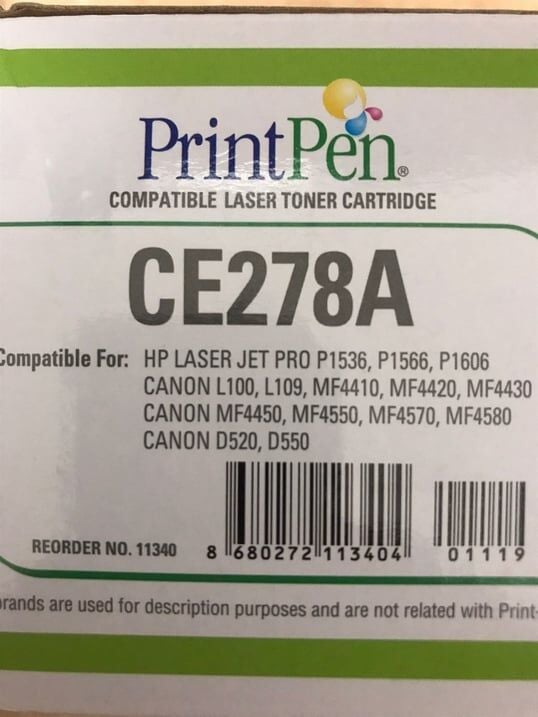 PrintPen®
COMPATIBLE LASER TONER CARTRIDGE
CE278A
Compatible For: HP LASER JET PRO P1536, P1566, P1606
CANON L100, L109, MF4410, MF4420, MF4430
CANON MF4450, MF4550, MF4570, MF4580
CANON D520, D550
REORDER NO. 11340
8 680272 113404 01119
brands are used for description purposes and are not related with Print-